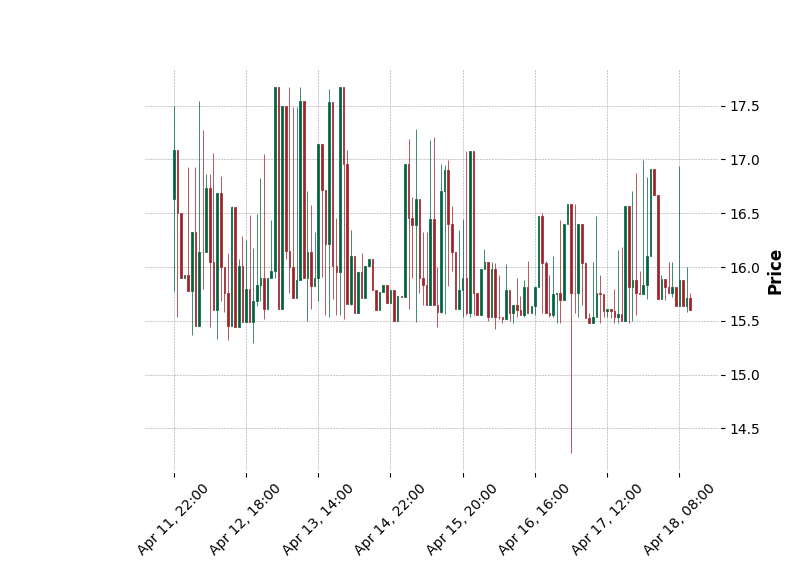 17.5
17.0
16.5
16.0
15.5
15.0
14.5
Price
Apr 11, 22:00
Apr 12, 18:00
Apr 13, 14:00
Apr 14, 22:00
Apr 15, 20:00
Apr 16, 16:00
Apr 17, 12:00
Apr 18, 08:00